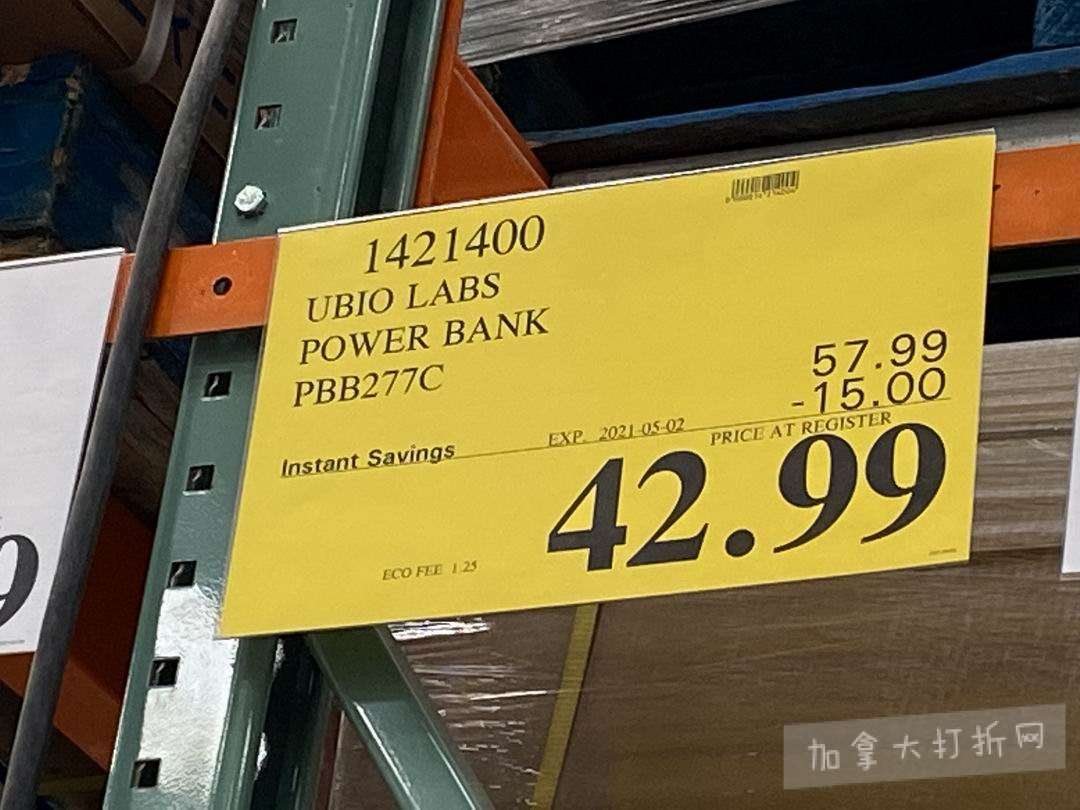 1421400
UBIO LABS
POWER BANK
PBB277C
57.99
-15.00
Instant Savings
EXP. 2021-05-02
PRICE AT REGISTER
42.99
ECO FEE 1.25
9
加拿大打折网